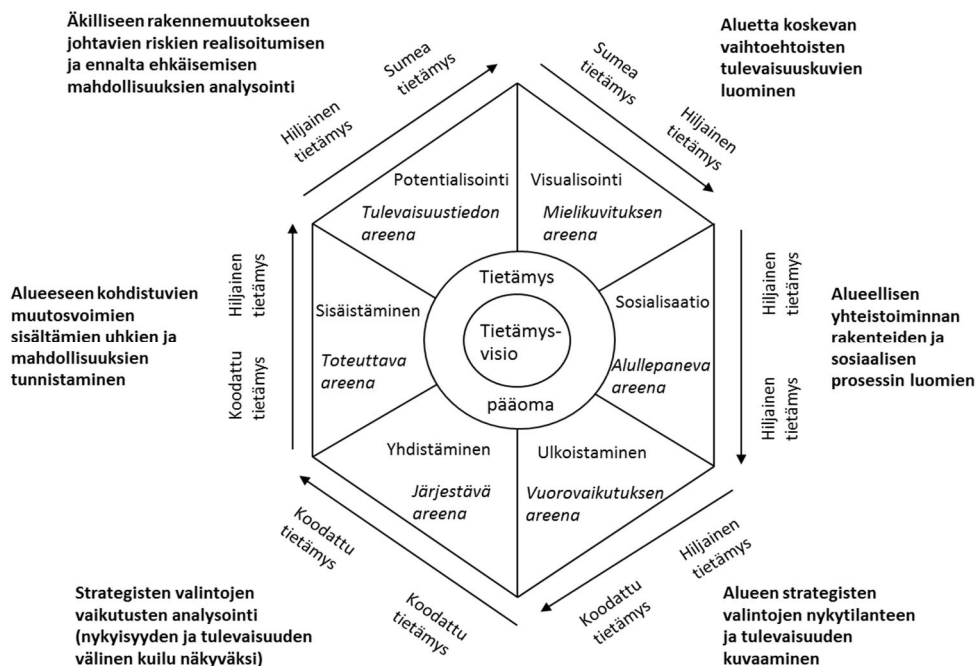 Äkilliseen rakennemuutokseen
johtavien riskien realisoitumisen
ja ennalta ehkäisemisen
mahdollisuuksien analysointi
Aluetta koskevan
vaihtoehtoisten
tulevaisuuskuvien
luominen
Hiljainen
tietämys
Sumea
tietämys
Sumea
tietämys
Hiljainen
tietämys
Potentialisointi
Tulevaisuustiedon
areena
Visualisointi
Mielikuvituksen
areena
Alueeseen kohdistuvien
muutosvoimien
sisältämien uhkien ja
mahdollisuuksien
tunnistaminen
Koodattu
tietämys
Hiljainen
tietämys
Sisäistäminen
Toteuttava
areena
Tietämys
Tietämys-
visio
pääoma
Sosialisaatio
Alullepaneva
areena
Hiljainen
tietämys
Hiljainen
tietämys
Alueellisen
yhteistoiminnan
rakenteiden ja
sosiaalisen
prosessin luomien
Yhdistäminen
Järjestävä
areena
Ulkoistaminen
Vuorovaikutuksen
areena
Koodattu
tietämys
Koodattu
tietämys
Koodattu
tietämys
Hiljainen
tietämys
Strategisten valintojen
vaikutusten analysointi
(nykyisyyden ja tulevaisuuden
välinen kuilu näkyväksi)
Alueen strategisten
valintojen nykytilanteen
ja tulevaisuuden
kuvaaminen